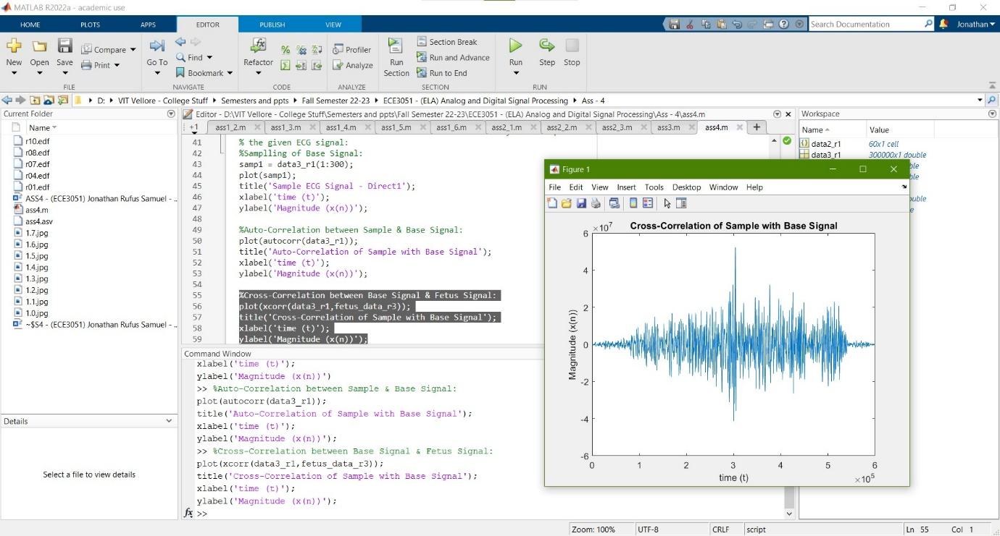 MATLAB R2022a - academic use
HOME PLOTS APPS EDITOR PUBLISH VIEW
Search Documentation
Jonathan
New Open Save Compare Print
Go To Find Bookmark
Refactor
Profiler Analyze
Run Section
Section Break
Run and Advance
Run to End
Run Step Stop
FILE NAVIGATE CODE ANALYZE SECTION RUN
D: VIT Vellore - College Stuff Semesters and ppts Fall Semester 22-23 ECE3051 - (ELA) Analog and Digital Signal Processing Ass - 4
Current Folder
Name
r10.edf
r08.edf
r07.edf
r04.edf
r01.edf
ASS4 - (ECE3051) Jonathan Rufus Samuel - ..
ass4.m
ass4.asv
1.7.jpg
1.6.jpg
1.5.jpg
1.4.jpg
1.3.jpg
1.2.jpg
1.1.jpg
1.0.jpg
~$S4 - (ECE3051) Jonathan Rufus Samuel - ..
Details
Select a file to view details
Editor - D:\VIT Vellore - College Stuff\Semesters and ppts\Fall Semester 22-23\ECE3051 - (ELA) Analog and Digital Signal Processing\Ass - 4\ass4.m
+1 ass1_2.m ass1_3.m ass1_4.m ass1_5.m ass1_6.m ass2_1.m ass2_2.m ass2_3.m ass3.m ass4.m
41 % the given ECG signal:
42 %Samplling of Base Signal:
43 samp1 = data3_r1(1:300);
44 plot(samp1);
45 title('Sample ECG Signal - Direct1');
46 xlabel('time (t)');
47 ylabel('Magnitude (x(n))');
48
49 %Auto-Correlation between Sample & Base Signal:
50 plot(autocorr(data3_r1));
51 title('Auto-Correlation of Sample with Base Signal');
52 xlabel('time (t)');
53 ylabel('Magnitude (x(n))');
54
55 %Cross-Correlation between Base Signal & Fetus Signal:
56 plot(xcorr(data3_r1,fetus_data_r3));
57 title('Cross-Correlation of Sample with Base Signal');
58 xlabel('time (t)');
59 ylabel('Magnitude (x(n))');
Command Window
xlabel('time (t)');
ylabel('Magnitude (x(n))')
>> %Auto-Correlation between Sample & Base Signal:
plot(autocorr(data3_r1));
title('Auto-Correlation of Sample with Base Signal');
xlabel('time (t)');
ylabel('Magnitude (x(n))');
>> %Cross-Correlation between Base Signal & Fetus Signal:
plot(xcorr(data3_r1,fetus_data_r3));
title('Cross-Correlation of Sample with Base Signal');
xlabel('time (t)');
ylabel('Magnitude (x(n))');
fx >>
Workspace
Name Value
data2_r1 60x1 cell
data3_r1 300000x1 double
Figure 1
File Edit View Insert Tools Desktop Window Help
×10^7
Cross-Correlation of Sample with Base Signal
6
4
2
0
-2
-4
-6
Magnitude (x(n))
0 1 2 3 4 5 6
time (t)
×10^5
Zoom: 100% UTF-8 CRLF script Ln 55 Col 1